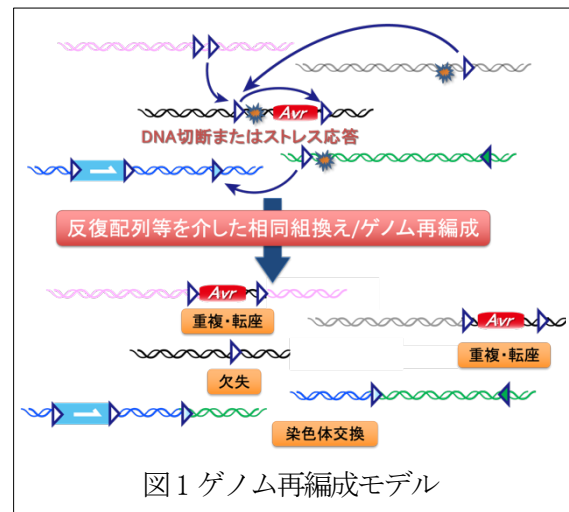 Avr
DNA切断またはストレス応答
反復配列等を介した相同組換え/ゲノム再編成
Avr
重複・転座
Avr
重複・転座
欠失
染色体交換
図1ゲノム再編成モデル